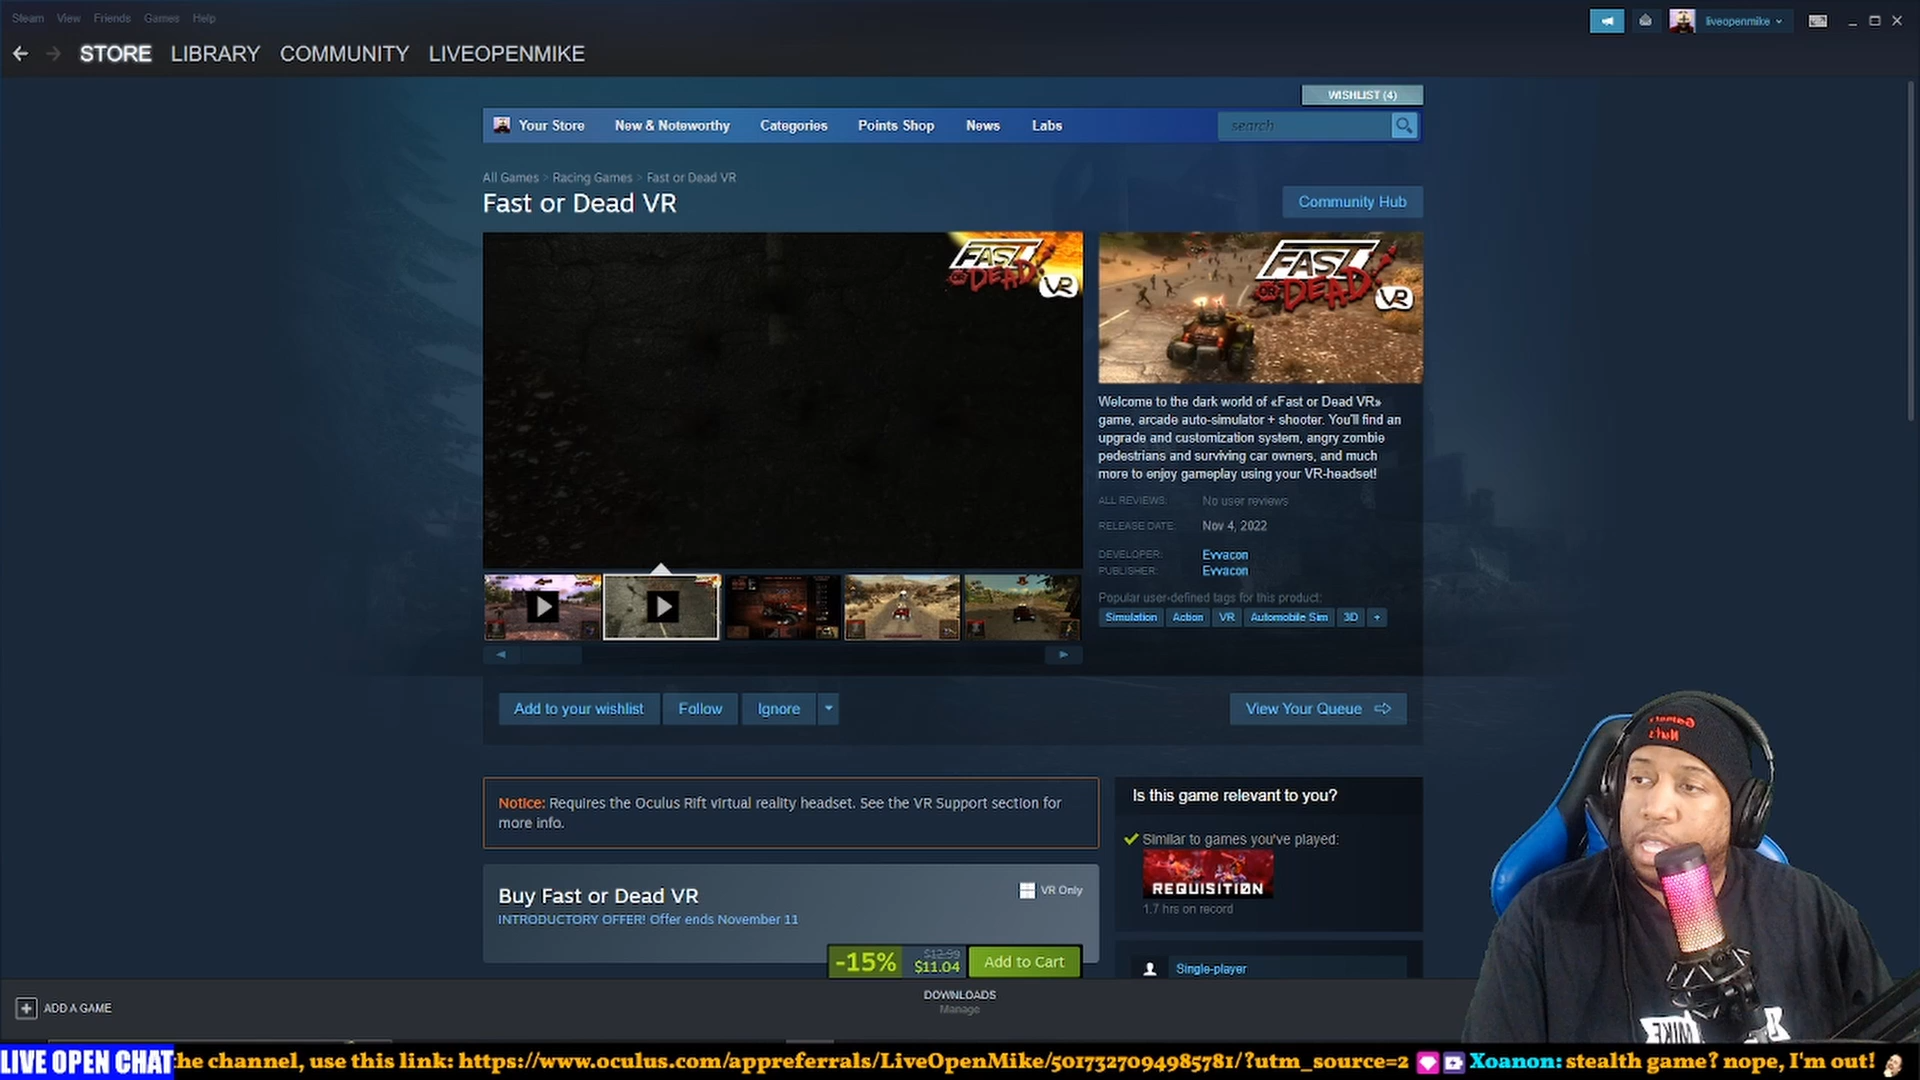 Steam View Friends Games Help
liveopenmike
STORE LIBRARY COMMUNITY LIVEOPENMIKE
WISHLIST (4)
Your Store New & Noteworthy Categories Points Shop News Labs search
All Games > Racing Games > Fast or Dead VR
Fast or Dead VR
Community Hub
FAST OR DEAD VR
FAST OR DEAD VR
Welcome to the dark world of «Fast or Dead VR»
game, arcade auto-simulator + shooter. You'll find an
upgrade and customization system, angry zombie
pedestrians and surviving car owners, and much
more to enjoy gameplay using your VR-headset!
ALL REVIEWS: No user reviews
RELEASE DATE: Nov 4, 2022
DEVELOPER: Evvacon
PUBLISHER: Evvacon
Popular user-defined tags for this product:
Simulation Action VR Automobile Sim 3D +
Add to your wishlist Follow Ignore
View Your Queue
Notice: Requires the Oculus Rift virtual reality headset. See the VR Support section for
more info.
Is this game relevant to you?
Similar to games you've played:
REQUISITION
1.7 hrs on record
Buy Fast or Dead VR
VR Only
INTRODUCTORY OFFER! Offer ends November 11
-15% $12.99 $11.04 Add to Cart
Single-player
ADD A GAME
DOWNLOADS
Manage
LIVE OPEN CHAT the channel, use this link: https://www.oculus.com/appreferrals/LiveOpenMike/5017327094985781/?utm_source=2 Xoanon: stealth game? nope, I'm out!